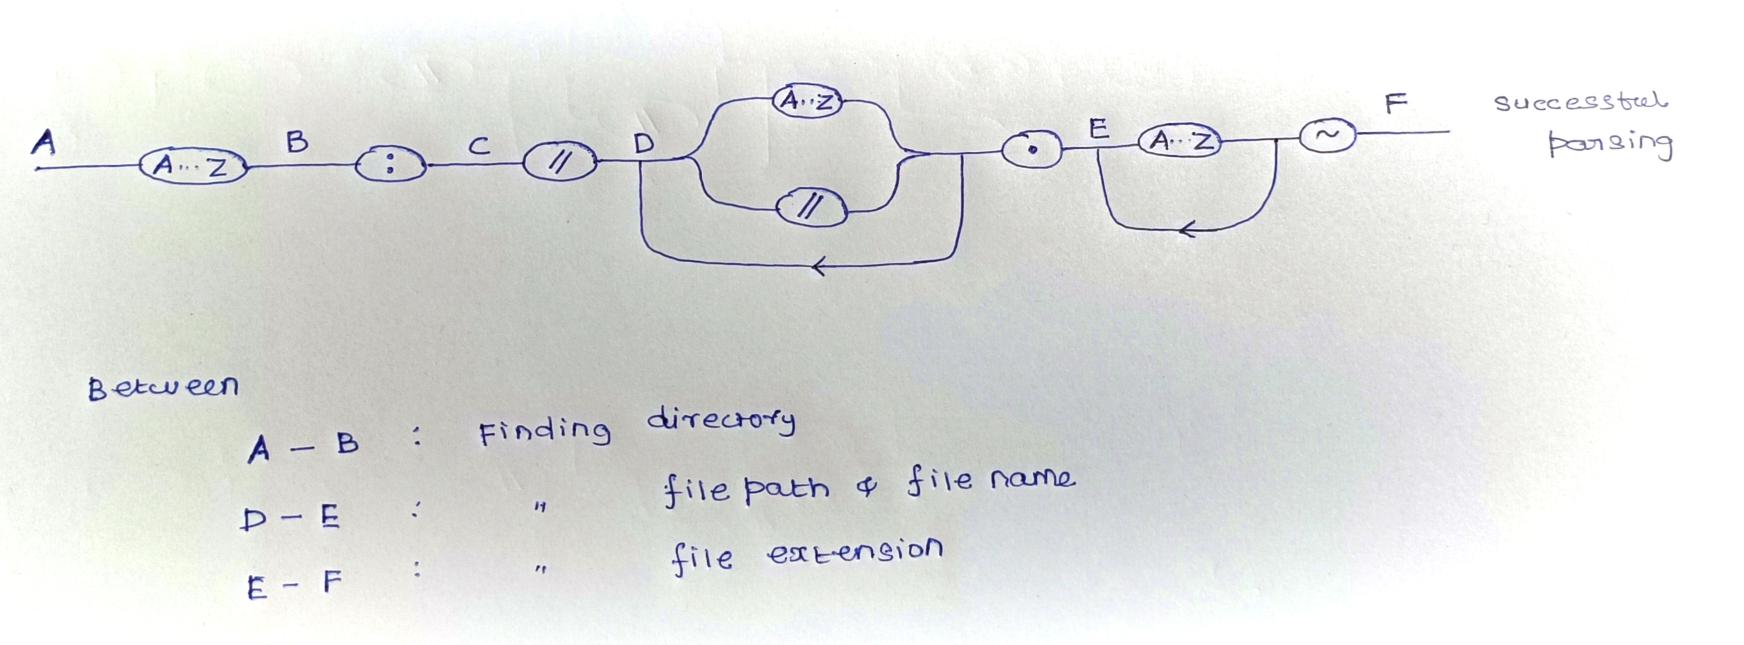 A A...Z B : C // D A..Z // . E A..Z ~ F successful
parsing
Between
A - B : Finding directory
D - E : " file path & file name
E - F : " file extension